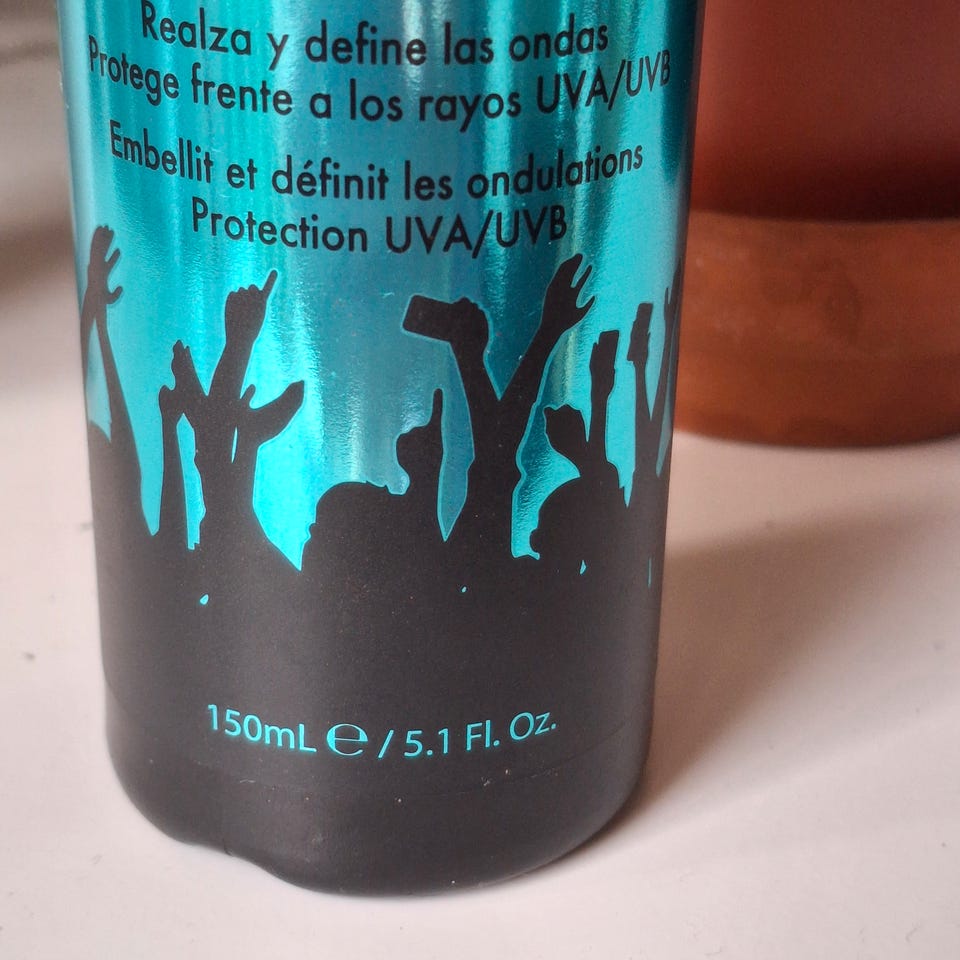 Realza y define las ondas
Protege frente a los rayos UVA/UVB
Embellit et définit les ondulations
Protection UVA/UVB
150mL ℮ / 5.1 Fl. Oz.